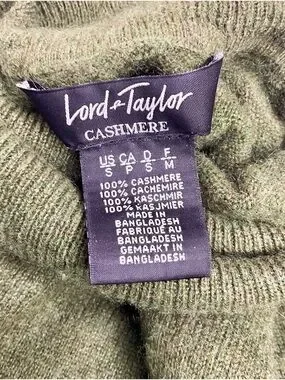 Lord & Taylor
CASHMERE
US CA D F
S P S M
100% CASHMERE
100% CACHEMIRE
100% KASCHMIR
100% KASJMIER
MADE IN
BANGLADESH
FABRIQUÉ AU
BANGLADESH
GEMAAKT IN
BANGLADESH